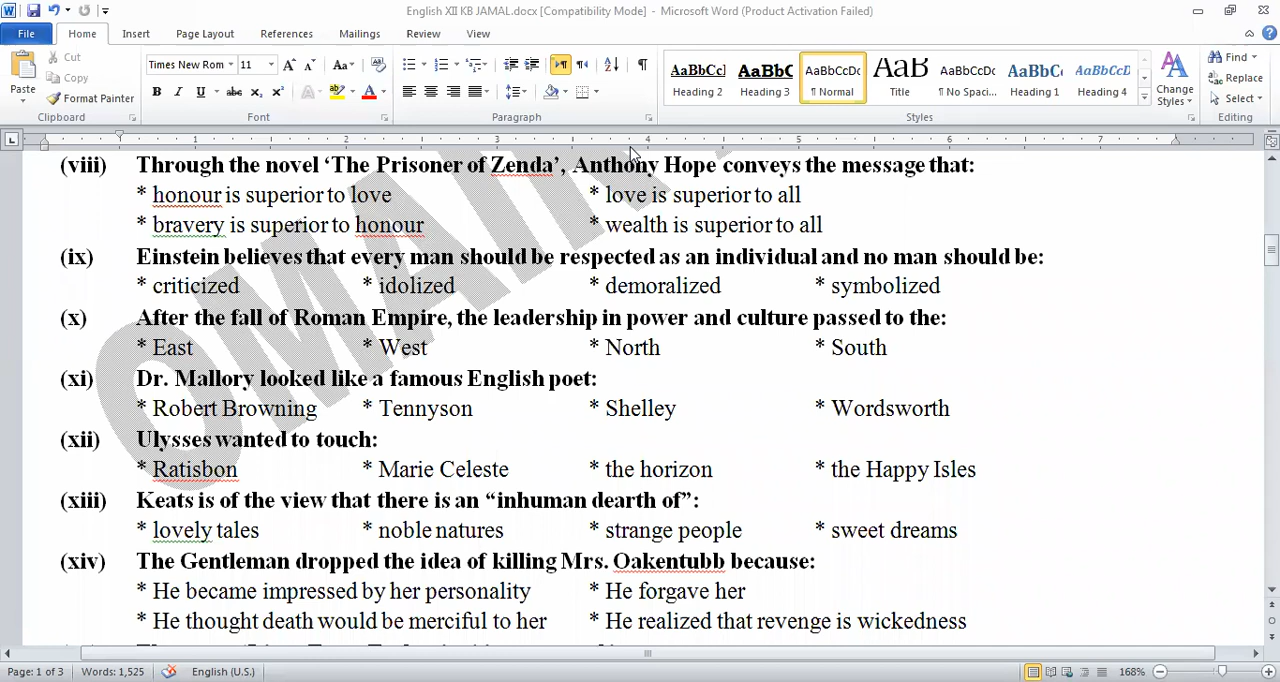 English XII KB JAMAL.docx [Compatibility Mode] - Microsoft Word (Product Activation Failed)
File Home Insert Page Layout References Mailings Review View
Paste Cut Copy Format Painter
Times New Rom 11
AaBbCcI AaBbC AaBbCcDc AaB AaBbCcDc AaBbC AaBbCcD
Heading 2 Heading 3 ¶ Normal Title ¶ No Spaci... Heading 1 Heading 4
Change Styles
Find
Replace
Select
Clipboard Font Paragraph Styles Editing
1 2 3 4 5 6 7
(viii) Through the novel ‘The Prisoner of Zenda’, Anthony Hope conveys the message that:
* honour is superior to love * love is superior to all
* bravery is superior to honour * wealth is superior to all
(ix) Einstein believes that every man should be respected as an individual and no man should be:
* criticized * idolized * demoralized * symbolized
(x) After the fall of Roman Empire, the leadership in power and culture passed to the:
* East * West * North * South
(xi) Dr. Mallory looked like a famous English poet:
* Robert Browning * Tennyson * Shelley * Wordsworth
(xii) Ulysses wanted to touch:
* Ratisbon * Marie Celeste * the horizon * the Happy Isles
(xiii) Keats is of the view that there is an “inhuman dearth of”:
* lovely tales * noble natures * strange people * sweet dreams
(xiv) The Gentleman dropped the idea of killing Mrs. Oakentubb because:
* He became impressed by her personality * He forgave her
* He thought death would be merciful to her * He realized that revenge is wickedness
Page: 1 of 3 Words: 1,525 English (U.S.) 168%